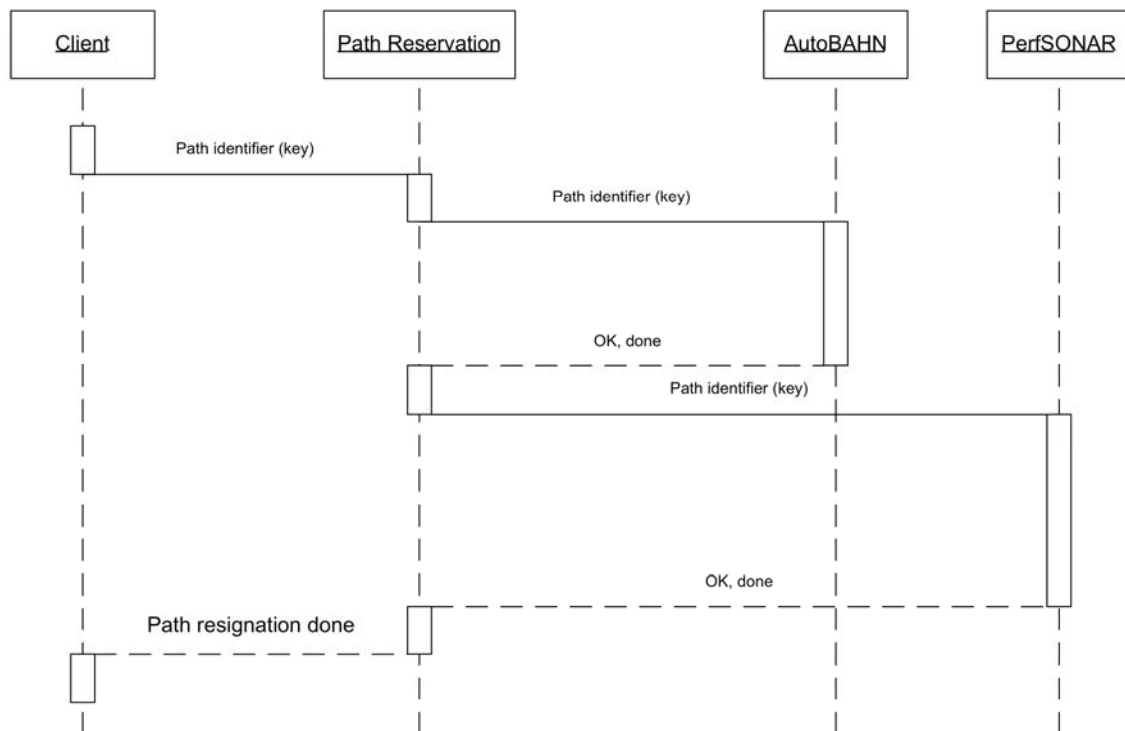 Client
Path Reservation
AutoBAHN
PerfSONAR
Path identifier (key)
Path identifier (key)
OK, done
Path identifier (key)
OK, done
Path resignation done